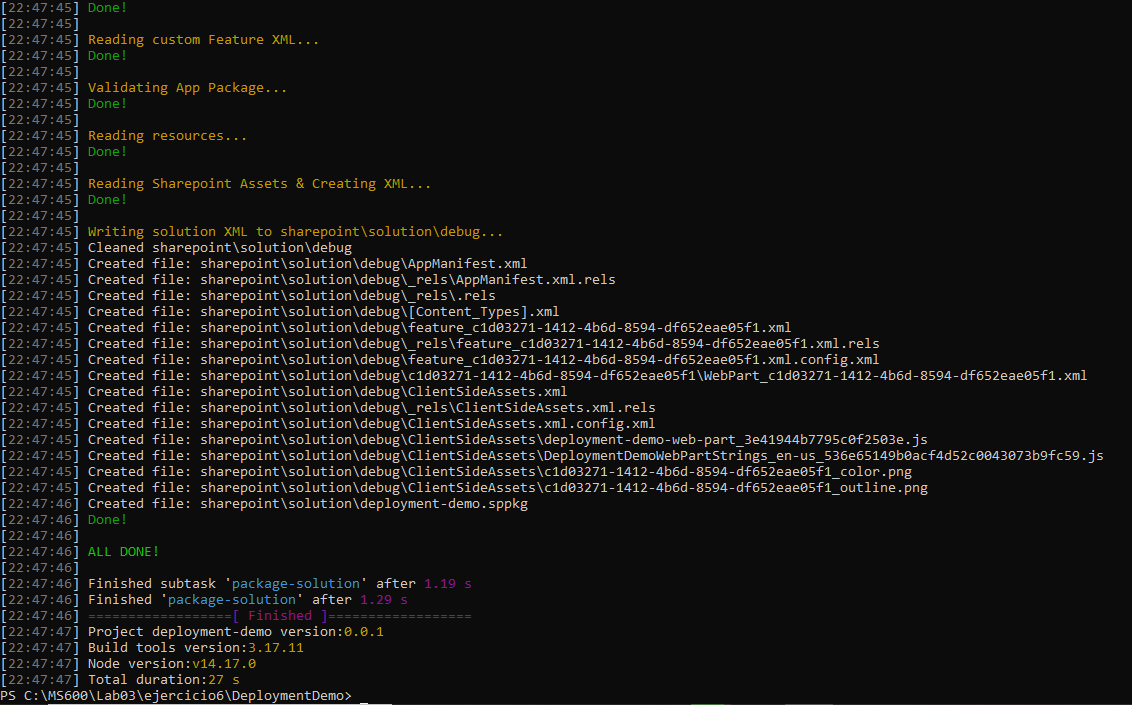 [22:47:45] Done!
[22:47:45]
[22:47:45] Reading custom Feature XML...
[22:47:45] Done!
[22:47:45]
[22:47:45] Validating App Package...
[22:47:45] Done!
[22:47:45]
[22:47:45] Reading resources...
[22:47:45] Done!
[22:47:45]
[22:47:45] Reading Sharepoint Assets & Creating XML...
[22:47:45] Done!
[22:47:45]
[22:47:45] Writing solution XML to sharepoint\solution\debug...
[22:47:45] Cleaned sharepoint\solution\debug
[22:47:45] Created file: sharepoint\solution\debug\AppManifest.xml
[22:47:45] Created file: sharepoint\solution\debug\_rels\AppManifest.xml.rels
[22:47:45] Created file: sharepoint\solution\debug\_rels\.rels
[22:47:45] Created file: sharepoint\solution\debug\[Content_Types].xml
[22:47:45] Created file: sharepoint\solution\debug\feature_c1d03271-1412-4b6d-8594-df652eae05f1.xml
[22:47:45] Created file: sharepoint\solution\debug\_rels\feature_c1d03271-1412-4b6d-8594-df652eae05f1.xml.rels
[22:47:45] Created file: sharepoint\solution\debug\feature_c1d03271-1412-4b6d-8594-df652eae05f1.xml.config.xml
[22:47:45] Created file: sharepoint\solution\debug\c1d03271-1412-4b6d-8594-df652eae05f1\WebPart_c1d03271-1412-4b6d-8594-df652eae05f1.xml
[22:47:45] Created file: sharepoint\solution\debug\ClientSideAssets.xml
[22:47:45] Created file: sharepoint\solution\debug\_rels\ClientSideAssets.xml.rels
[22:47:45] Created file: sharepoint\solution\debug\ClientSideAssets.xml.config.xml
[22:47:45] Created file: sharepoint\solution\debug\ClientSideAssets\deployment-demo-web-part_3e41944b7795c0f2503e.js
[22:47:45] Created file: sharepoint\solution\debug\ClientSideAssets\DeploymentDemoWebPartStrings_en-us_536e65149b0acf4d52c0043073b9fc59.js
[22:47:45] Created file: sharepoint\solution\debug\ClientSideAssets\c1d03271-1412-4b6d-8594-df652eae05f1_color.png
[22:47:45] Created file: sharepoint\solution\debug\ClientSideAssets\c1d03271-1412-4b6d-8594-df652eae05f1_outline.png
[22:47:46] Created file: sharepoint\solution\deployment-demo.sppkg
[22:47:46] Done!
[22:47:46]
[22:47:46] ALL DONE!
[22:47:46]
[22:47:46] Finished subtask 'package-solution' after 1.19 s
[22:47:46] Finished 'package-solution' after 1.29 s
[22:47:46] ==================[ Finished ]==================
[22:47:47] Project deployment-demo version:0.0.1
[22:47:47] Build tools version:3.17.11
[22:47:47] Node version:v14.17.0
[22:47:47] Total duration:27 s
PS C:\MS600\Lab03\ejercicio6\DeploymentDemo>